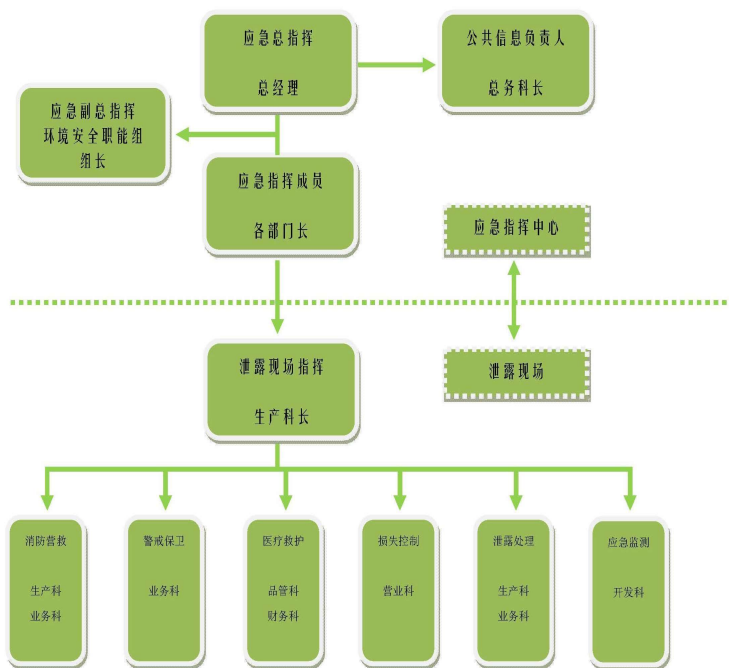 应急总指挥
总经理
公共信息负责人
总务科长
应急副总指挥
环境安全职能组
组长
应急指挥成员
各部门长
应急指挥中心
泄露现场指挥
生产科长
泄露现场
消防营救
生产科
业务科
警戒保卫
业务科
医疗救护
品管科
财务科
损失控制
营业科
泄露处理
生产科
业务科
应急监测
开发科